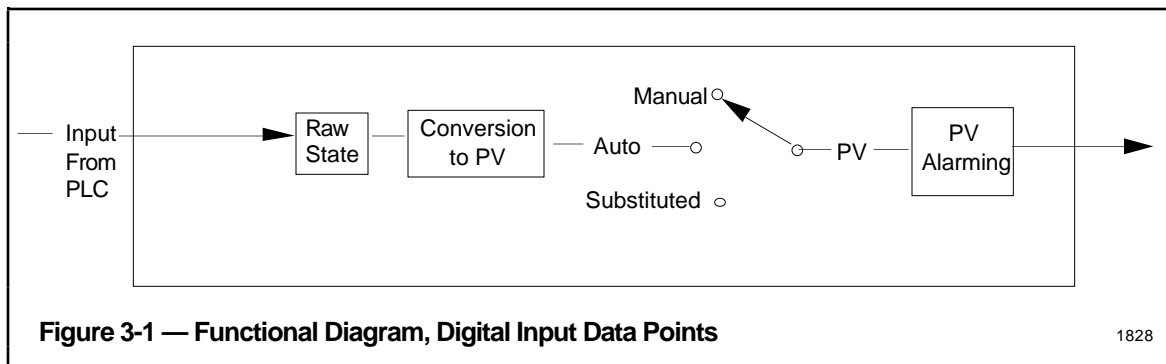 Input
From
PLC
Raw
State
Conversion
to PV
Manual
Auto
Substituted
PV
PV
Alarming
Figure 3-1 — Functional Diagram, Digital Input Data Points
1828